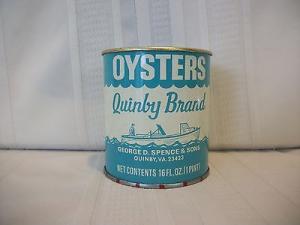 OYSTERS
Quinby Brand
GEORGE D. SPENCE & SONS
QUINBY, VA. 23423
NET CONTENTS 16 FL. OZ. (1 PINT)